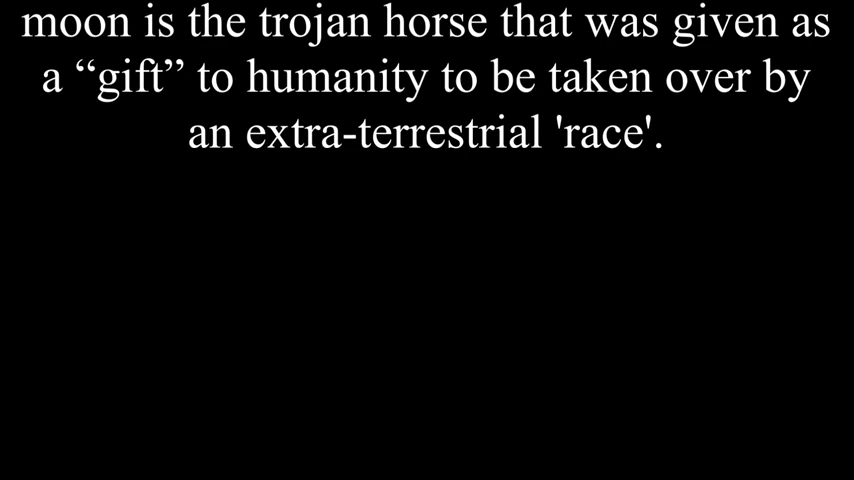 moon is the trojan horse that was given as
a “gift” to humanity to be taken over by
an extra-terrestrial 'race'.